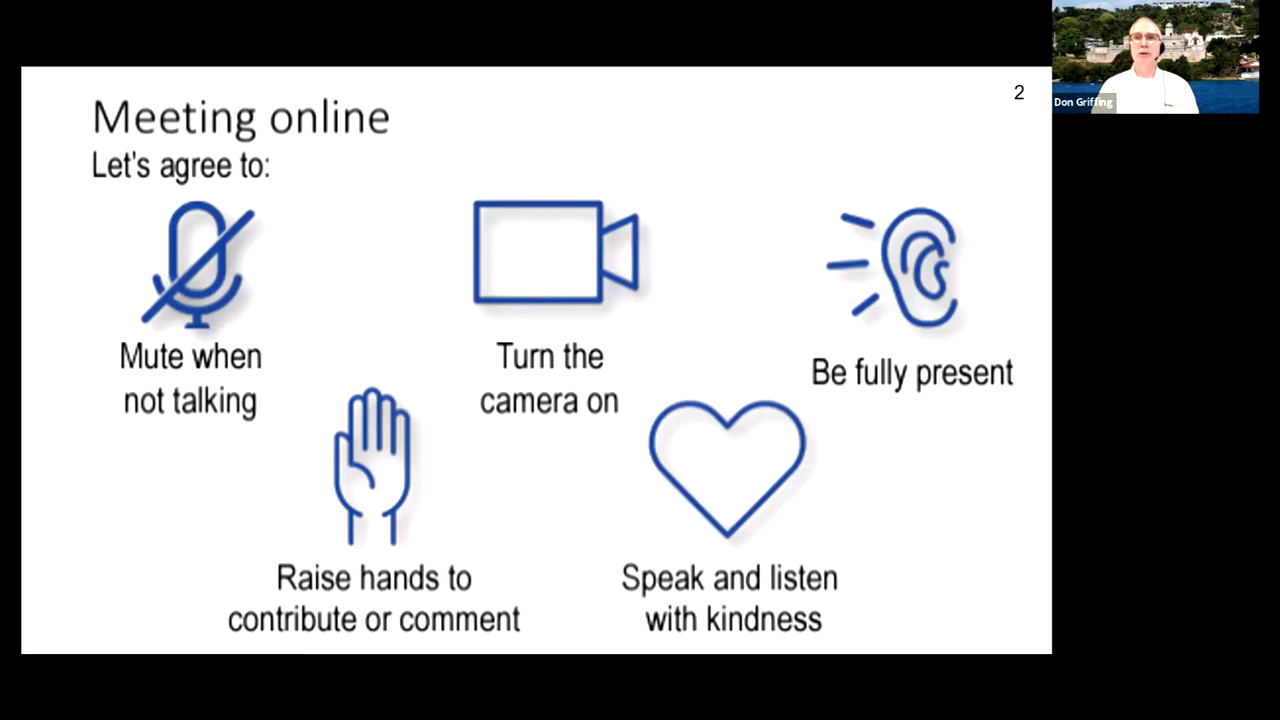 2
Meeting online
Let's agree to:
Mute when
not talking
Turn the
camera on
Be fully present
Raise hands to
contribute or comment
Speak and listen
with kindness
Don Griffing